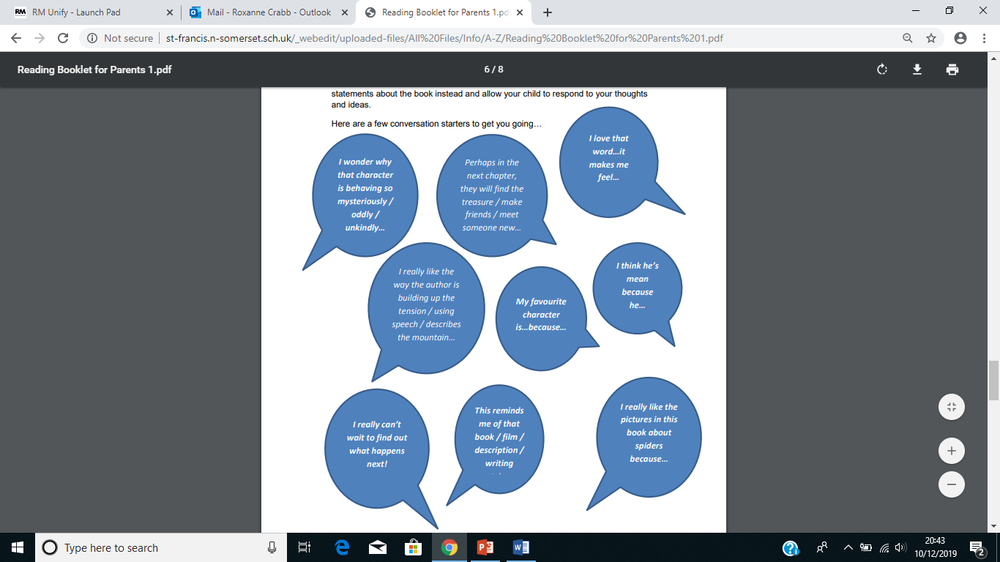 RM Unify - Launch Pad
Mail - Roxanne Crabb - Outlook
Reading Booklet for Parents 1.pd
Not secure
st-francis.n-somerset.sch.uk/_webedit/uploaded-files/All%20Files/Info/A-Z/Reading%20Booklet%20for%20Parents%201.pdf
Reading Booklet for Parents 1.pdf
6 / 8
statements about the book instead and allow your child to respond to your thoughts
and ideas.
Here are a few conversation starters to get you going…
I wonder why
that character
is behaving so
mysteriously /
oddly /
unkindly…
Perhaps in the
next chapter,
they will find the
treasure / make
friends / meet
someone new…
I love that
word…it
makes me
feel…
I really like the
way the author is
building up the
tension / using
speech / describes
the mountain…
My favourite
character
is…because…
I think he's
mean
because
he…
I really can't
wait to find out
what happens
next!
This reminds
me of that
book / film /
description /
writing
I really like the
pictures in this
book about
spiders
because…
Type here to search
20:43
10/12/2019
2